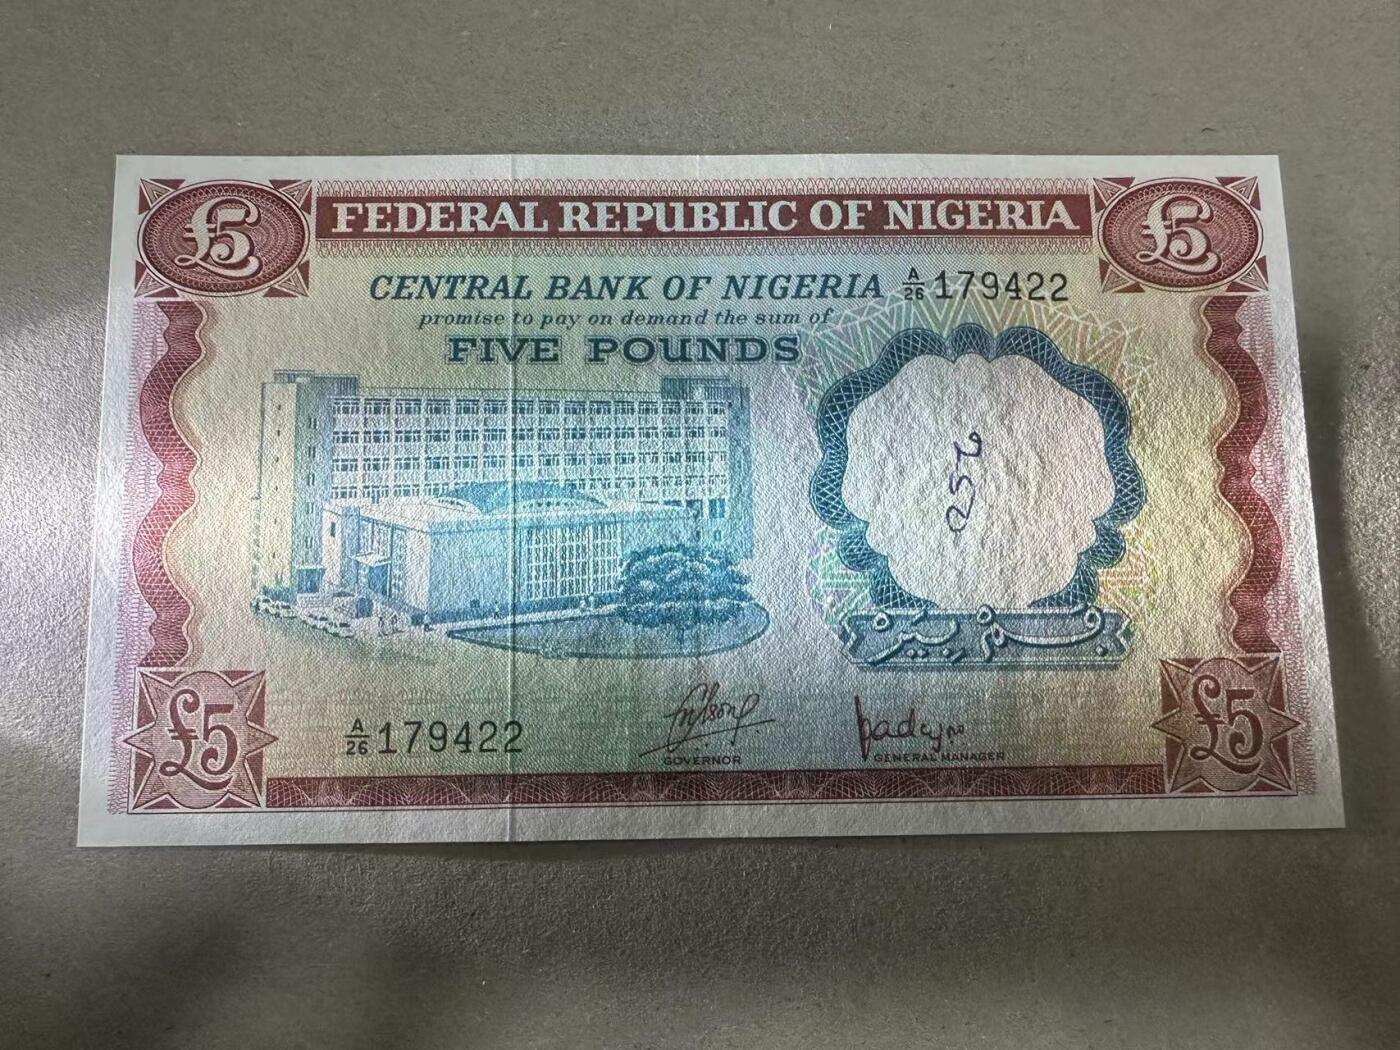 £5 FEDERAL REPUBLIC OF NIGERIA £5
CENTRAL BANK OF NIGERIA A/26 179422
promise to pay on demand the sum of
FIVE POUNDS
256
£5 £5
A/26 179422
GOVERNOR GENERAL MANAGER